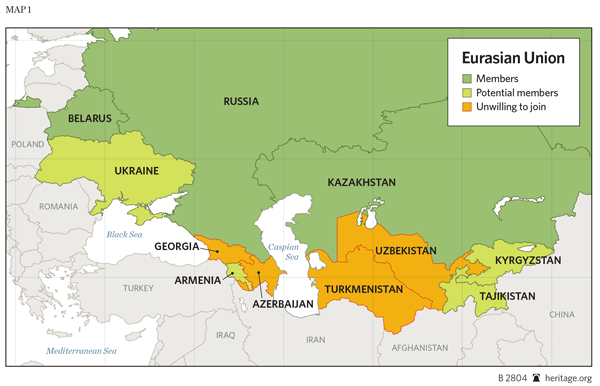 MAP 1
Eurasian Union
Members
Potential members
Unwilling to join
RUSSIA
BELARUS
POLAND
UKRAINE
KAZAKHSTAN
ROMANIA
Black Sea
GEORGIA
Caspian
Sea
UZBEKISTAN
KYRGYZSTAN
ARMENIA
TURKEY
TURKMENISTAN
TAJIKISTAN
AZERBAIJAN
CHINA
IRAQ
IRAN
AFGHANISTAN
Mediterranean Sea
B 2804 heritage.org